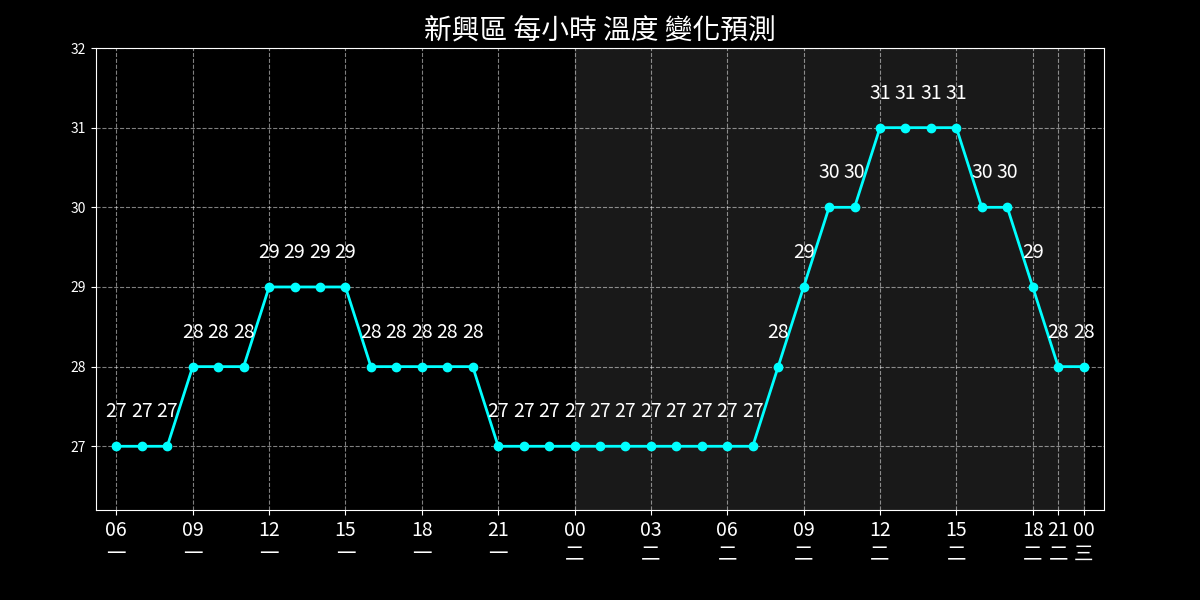 新興區 每小時 溫度 變化預測
32
31
30
29
28
27
31 31 31 31
30 30 30 30
29 29 29 29 29 29
28 28 28 28 28 28 28 28 28 28 28
27 27 27 27 27 27 27 27 27 27 27 27 27 27
06 09 12 15 18 21 00 03 06 09 12 15 18 21 00
一 一 一 一 一 一 二 二 二 二 二 二 二 二 三